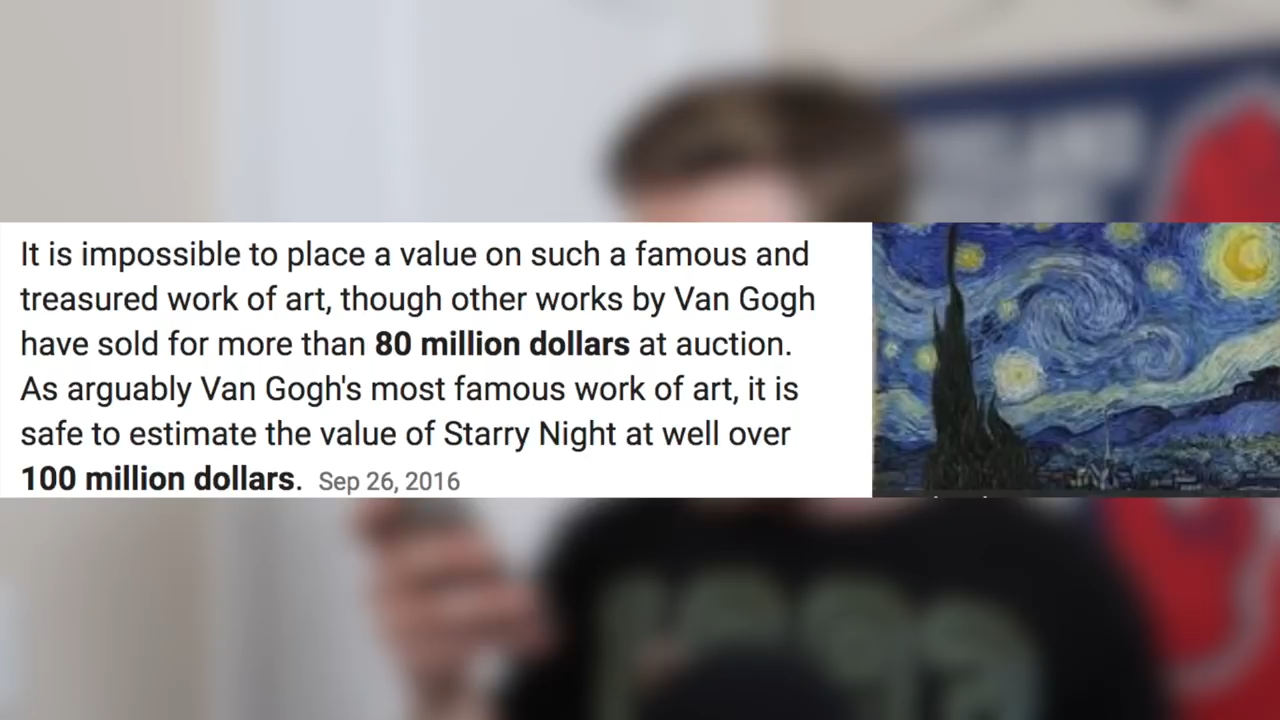 It is impossible to place a value on such a famous and
treasured work of art, though other works by Van Gogh
have sold for more than 80 million dollars at auction.
As arguably Van Gogh's most famous work of art, it is
safe to estimate the value of Starry Night at well over
100 million dollars. Sep 26, 2016